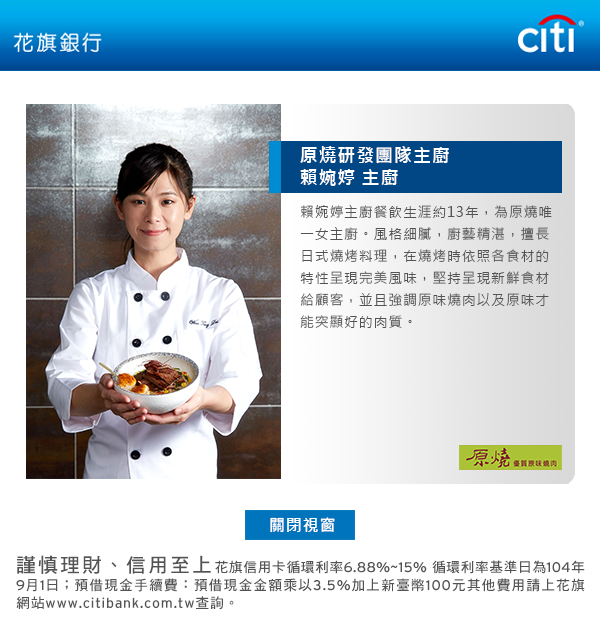 花旗銀行
citi®
原燒研發團隊主廚
賴婉婷 主廚
賴婉婷主廚餐飲生涯約13年，為原燒唯
一女主廚。風格細膩，廚藝精湛，擅長
日式燒烤料理，在燒烤時依照各食材的
特性呈現完美風味，堅持呈現新鮮食材
給顧客，並且強調原味燒肉以及原味才
能突顯好的肉質。
原燒 優質原味燒肉
關閉視窗
謹慎理財、信用至上花旗信用卡循環利率6.88%~15% 循環利率基準日為104年
9月1日；預借現金手續費：預借現金金額乘以3.5%加上新臺幣100元其他費用請上花旗
網站www.citibank.com.tw查詢。